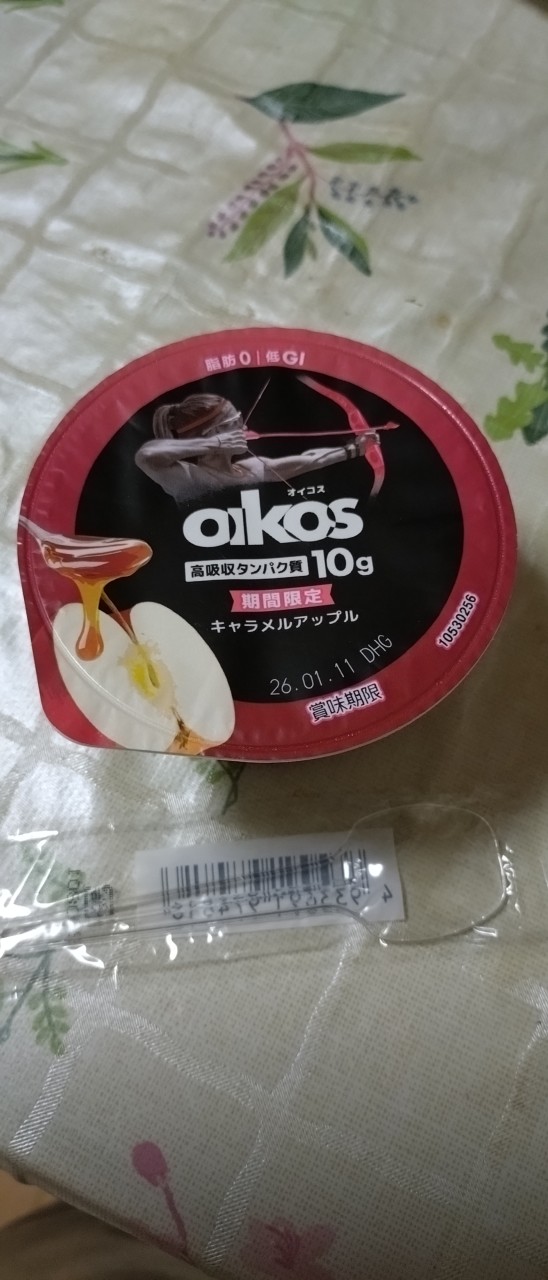 脂肪0|低GI
オイコス
oikos
高吸収タンパク質 10g
期間限定
キャラメルアップル
26.01.11 DHG
賞味期限
10530256